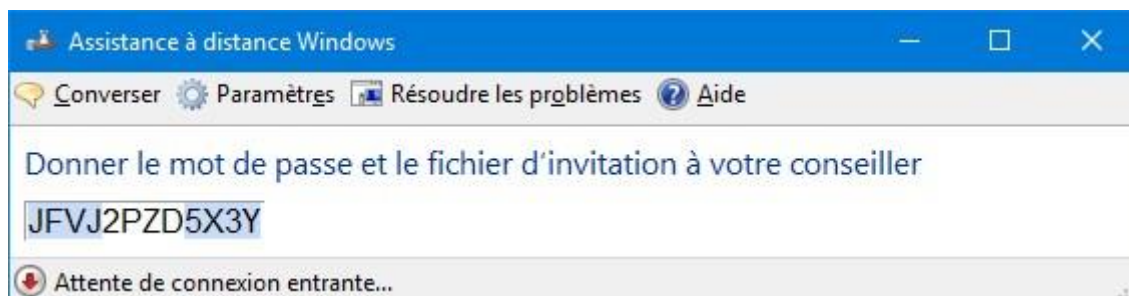 Assistance à distance Windows
Converser Paramètres Résoudre les problèmes Aide
Donner le mot de passe et le fichier d'invitation à votre conseiller
JFVJ2PZD5X3Y
Attente de connexion entrante...